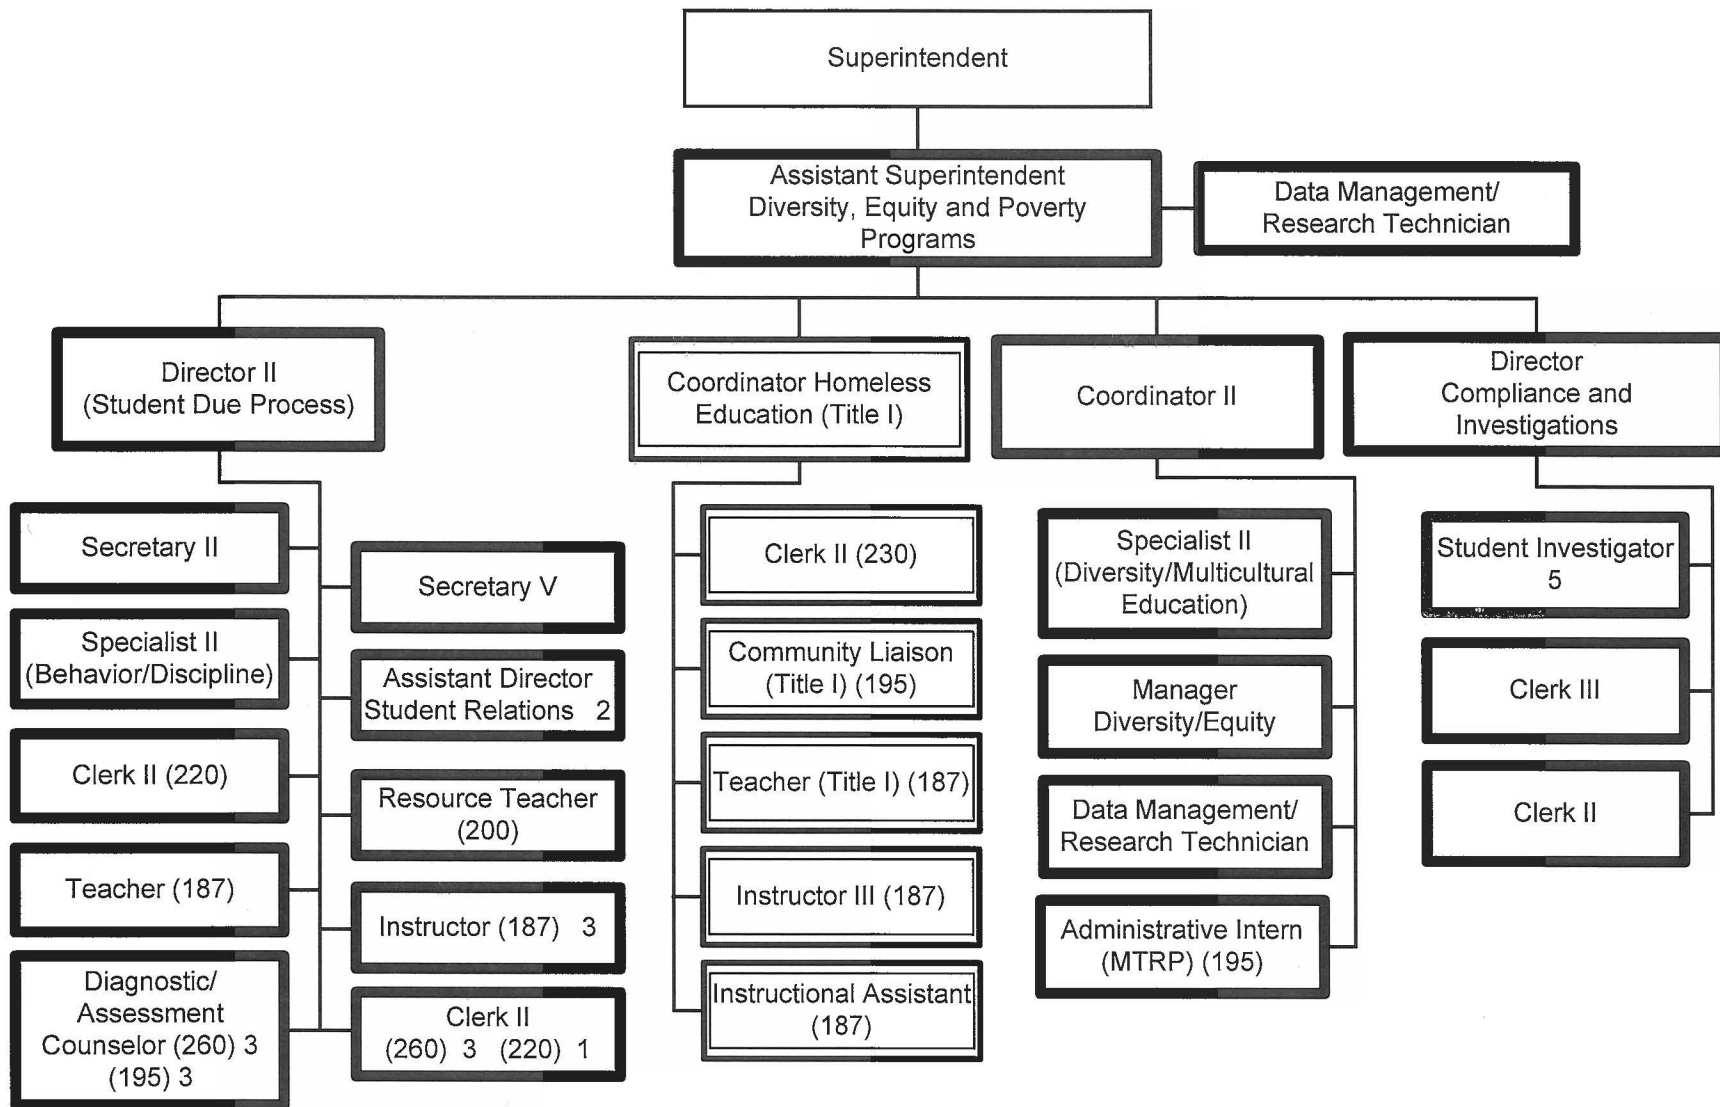 Superintendent
Assistant Superintendent
Diversity, Equity and Poverty
Programs
Data Management/
Research Technician
Director II
(Student Due Process)
Coordinator Homeless
Education (Title I)
Coordinator II
Director
Compliance and
Investigations
Secretary II
Specialist II
(Behavior/Discipline)
Clerk II (220)
Teacher (187)
Diagnostic/
Assessment
Counselor (260) 3
(195) 3
Secretary V
Assistant Director
Student Relations 2
Resource Teacher
(200)
Instructor (187) 3
Clerk II
(260) 3 (220) 1
Clerk II (230)
Community Liaison
(Title I) (195)
Teacher (Title I) (187)
Instructor III (187)
Instructional Assistant
(187)
Specialist II
(Diversity/Multicultural
Education)
Manager
Diversity/Equity
Data Management/
Research Technician
Administrative Intern
(MTRP) (195)
Student Investigator
5
Clerk III
Clerk II